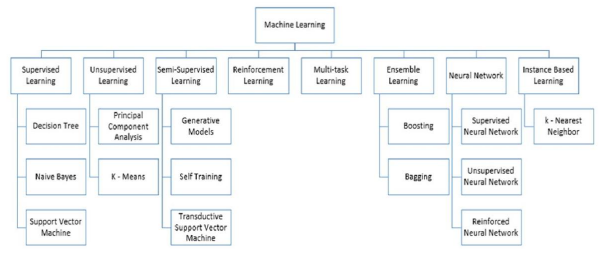 Machine Learning
Supervised
Learning
Unsupervised
Learning
Semi-Supervised
Learning
Reinforcement
Learning
Multi-task
Learning
Ensemble
Learning
Neural Network
Instance Based
Learning
Decision Tree
Principal
Component
Analysis
Generative
Models
Boosting
Supervised
Neural Network
k - Nearest
Neighbor
Naive Bayes
K - Means
Self Training
Bagging
Unsupervised
Neural Network
Support Vector
Machine
Transductive
Support Vector
Machine
Reinforced
Neural Network